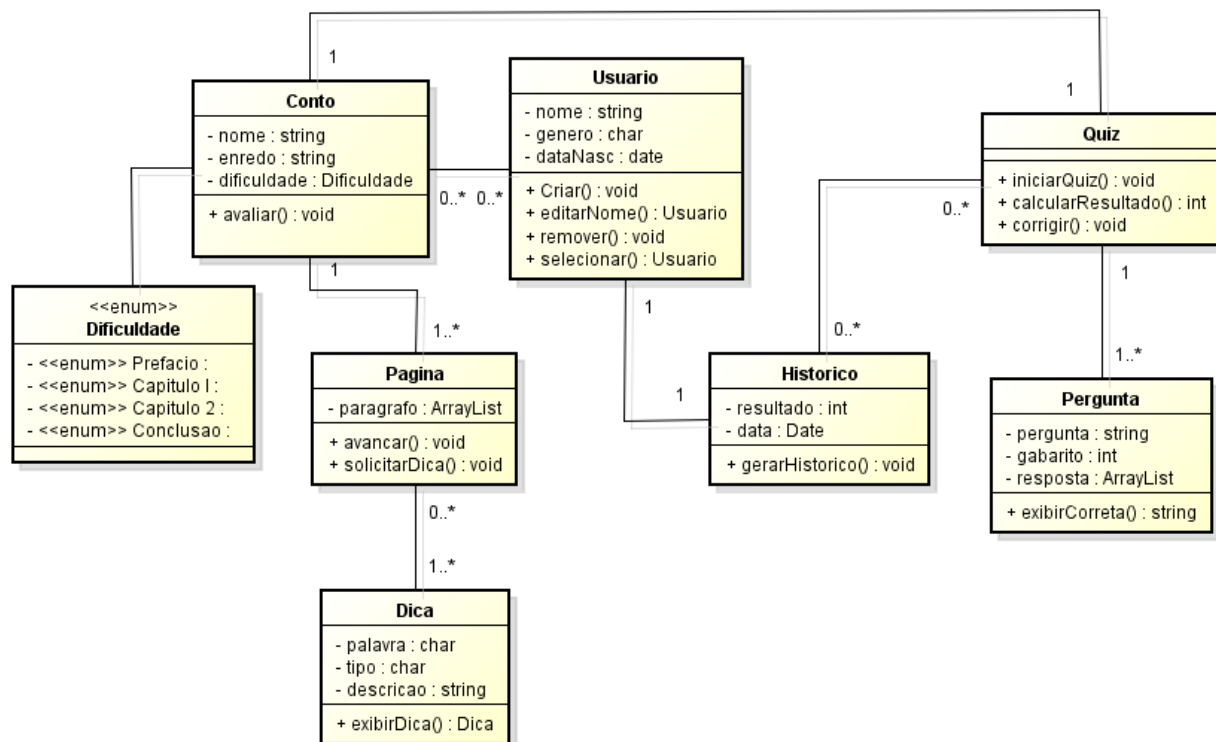 1
1
Conto
- nome : string
- enredo : string
- dificuldade : Dificuldade
+ avaliar() : void
Usuario
- nome : string
- genero : char
- dataNasc : date
+ Criar() : void
+ editarNome() : Usuario
+ remover() : void
+ selecionar() : Usuario
Quiz
+ iniciarQuiz() : void
+ calcularResultado() : int
+ corrigir() : void
0..* 0..*
0..*
1
1
1
<<enum>>
Dificuldade
- <<enum>> Prefacio :
- <<enum>> Capitulo I :
- <<enum>> Capitulo 2 :
- <<enum>> Conclusao :
1..*
0..*
1..*
Pagina
- paragrafo : ArrayList
+ avancar() : void
+ solicitarDica() : void
1
Historico
- resultado : int
- data : Date
+ gerarHistorico() : void
Pergunta
- pergunta : string
- gabarito : int
- resposta : ArrayList
+ exibirCorreta() : string
0..*
1..*
Dica
- palavra : char
- tipo : char
- descricao : string
+ exibirDica() : Dica